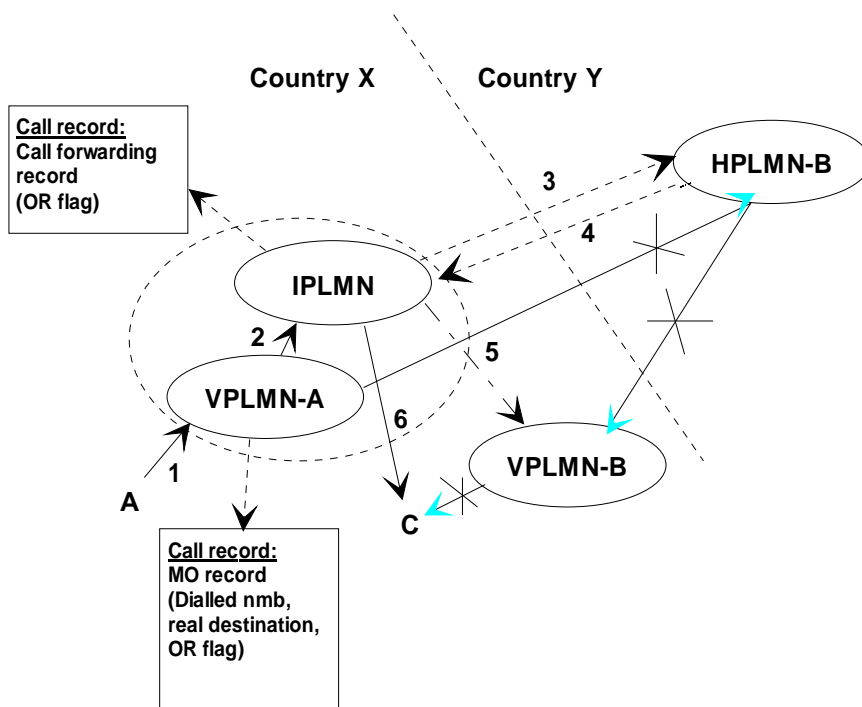 Country X
Country Y
Call record:
Call forwarding
record
(OR flag)
HPLMN-B
3
4
IPLMN
2
5
VPLMN-A
6
VPLMN-B
1
A
C
Call record:
MO record
(Dialled nmb,
real destination,
OR flag)